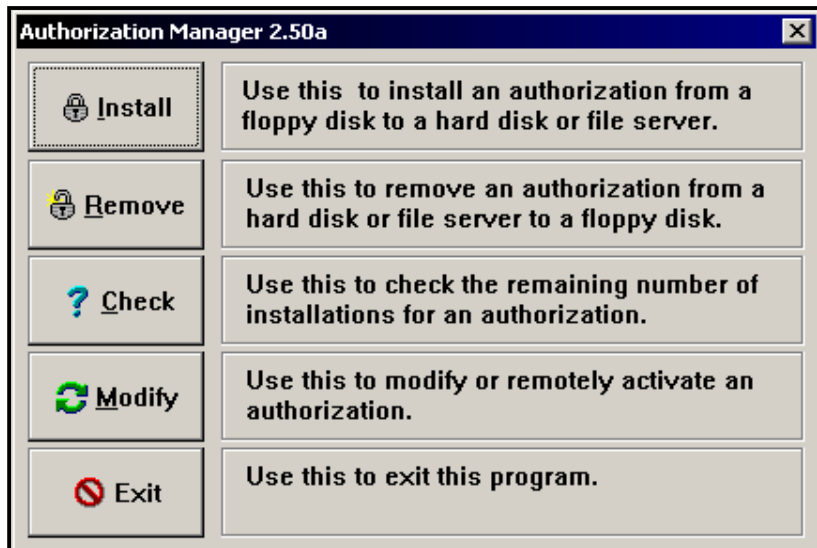 Authorization Manager 2.50a
Install
Use this to install an authorization from a
floppy disk to a hard disk or file server.
Remove
Use this to remove an authorization from a
hard disk or file server to a floppy disk.
Check
Use this to check the remaining number of
installations for an authorization.
Modify
Use this to modify or remotely activate an
authorization.
Exit
Use this to exit this program.